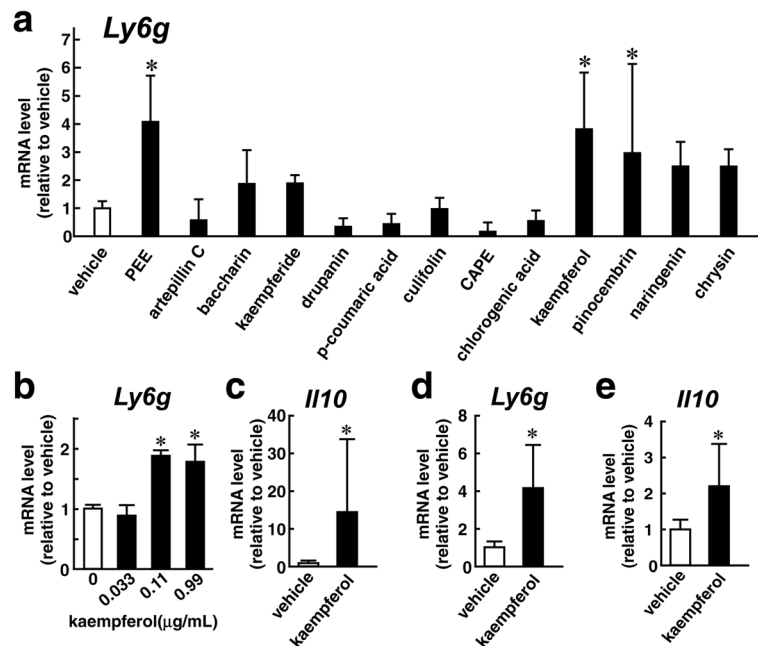 a
Ly6g
mRNA level
(relative to vehicle)
7
6
5
4
3
2
1
0
*
*
*
vehicle
PEE
artepillin C
baccharin
kaempferide
drupanin
p-coumaric acid
culifolin
CAPE
chlorogenic acid
kaempferol
pinocembrin
naringenin
chrysin
b
Ly6g
mRNA level
(relative to vehicle)
2
1
0
*
*
0
0.033
0.11
0.99
kaempferol(μg/mL)
c
Il10
mRNA level
(relative to vehicle)
40
30
20
10
0
*
vehicle
kaempferol
d
Ly6g
mRNA level
(relative to vehicle)
8
6
4
2
0
*
vehicle
kaempferol
e
Il10
mRNA level
(relative to vehicle)
4
3
2
1
0
*
vehicle
kaempferol